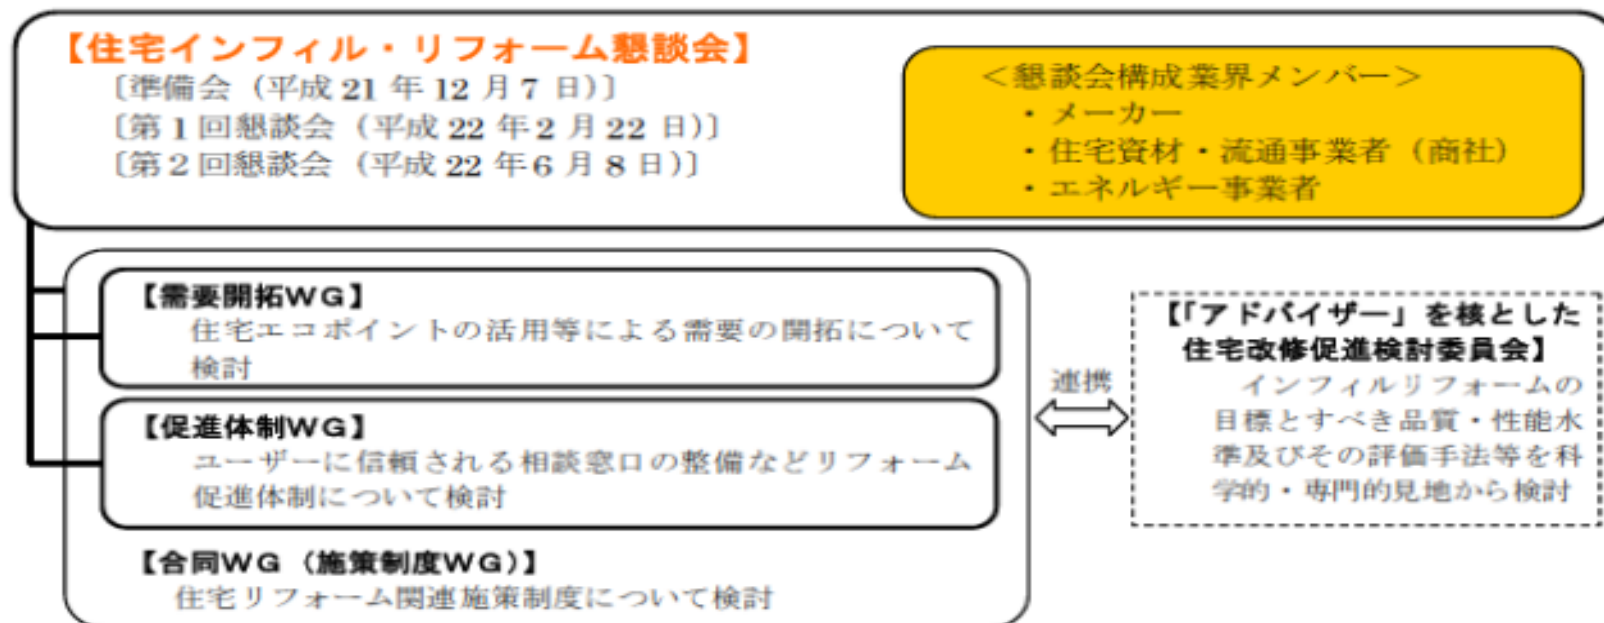 【住宅インフィル・リフォーム懇談会】
〔準備会（平成 21 年 12 月 7 日）〕
〔第 1 回懇談会（平成 22 年 2 月 22 日）〕
〔第 2 回懇談会（平成 22 年 6 月 8 日）〕
＜懇談会構成業界メンバー＞
・メーカー
・住宅資材・流通事業者（商社）
・エネルギー事業者
【需要開拓WG】
住宅エコポイントの活用等による需要の開拓について
検討
【促進体制WG】
ユーザーに信頼される相談窓口の整備などリフォーム
促進体制について検討
【合同WG（施策制度WG）】
住宅リフォーム関連施策制度について検討
連携
【「アドバイザー」を核とした
住宅改修促進検討委員会】
インフィルリフォームの
目標とすべき品質・性能水
準及びその評価手法等を科
学的・専門的見地から検討